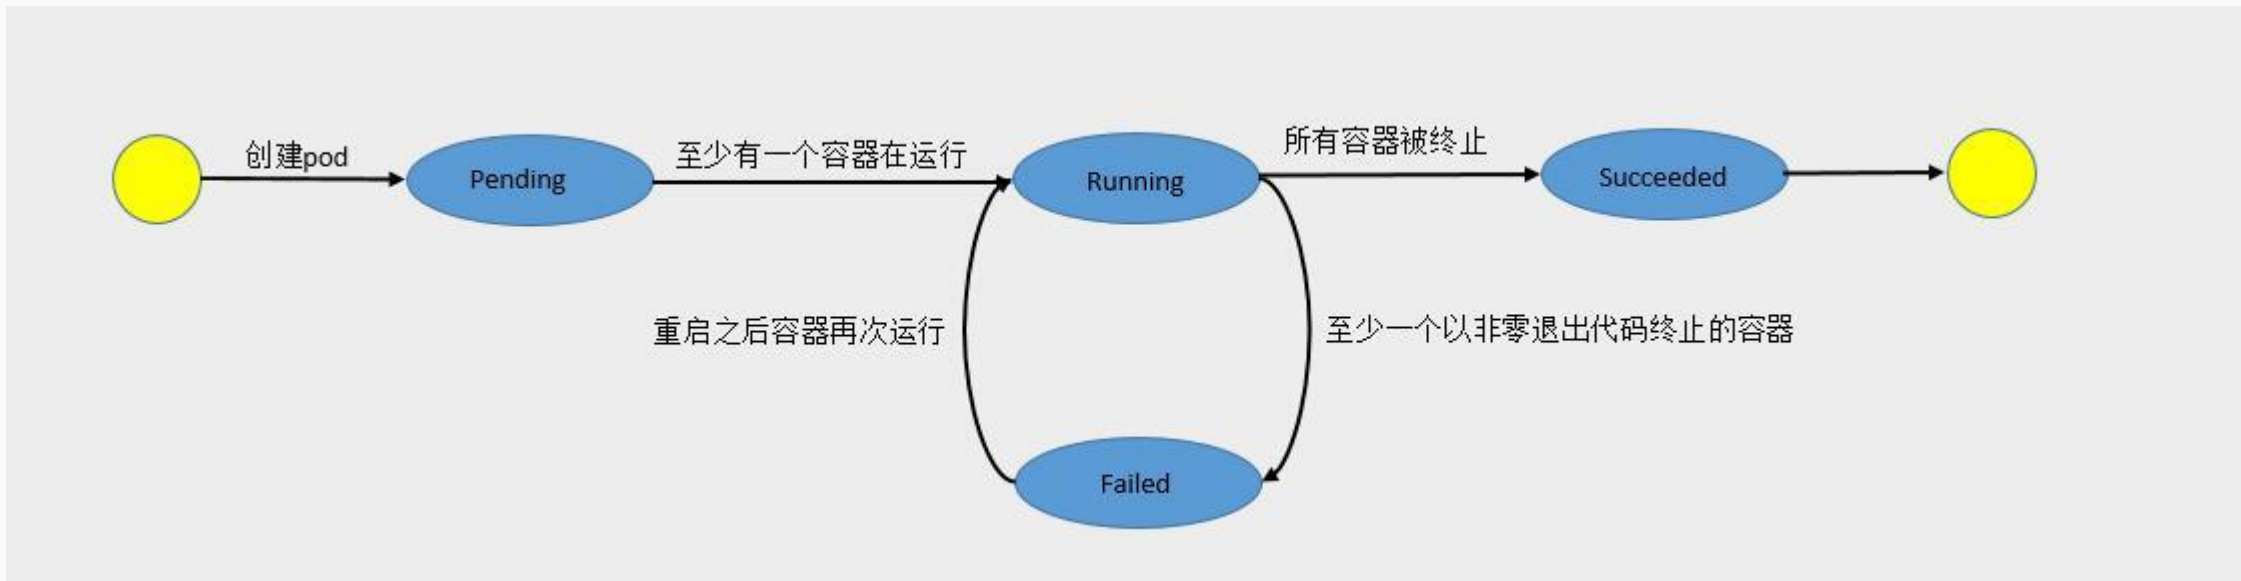 创建pod
Pending
至少有一个容器在运行
Running
所有容器被终止
Succeeded
重启之后容器再次运行
至少一个以非零退出代码终止的容器
Failed